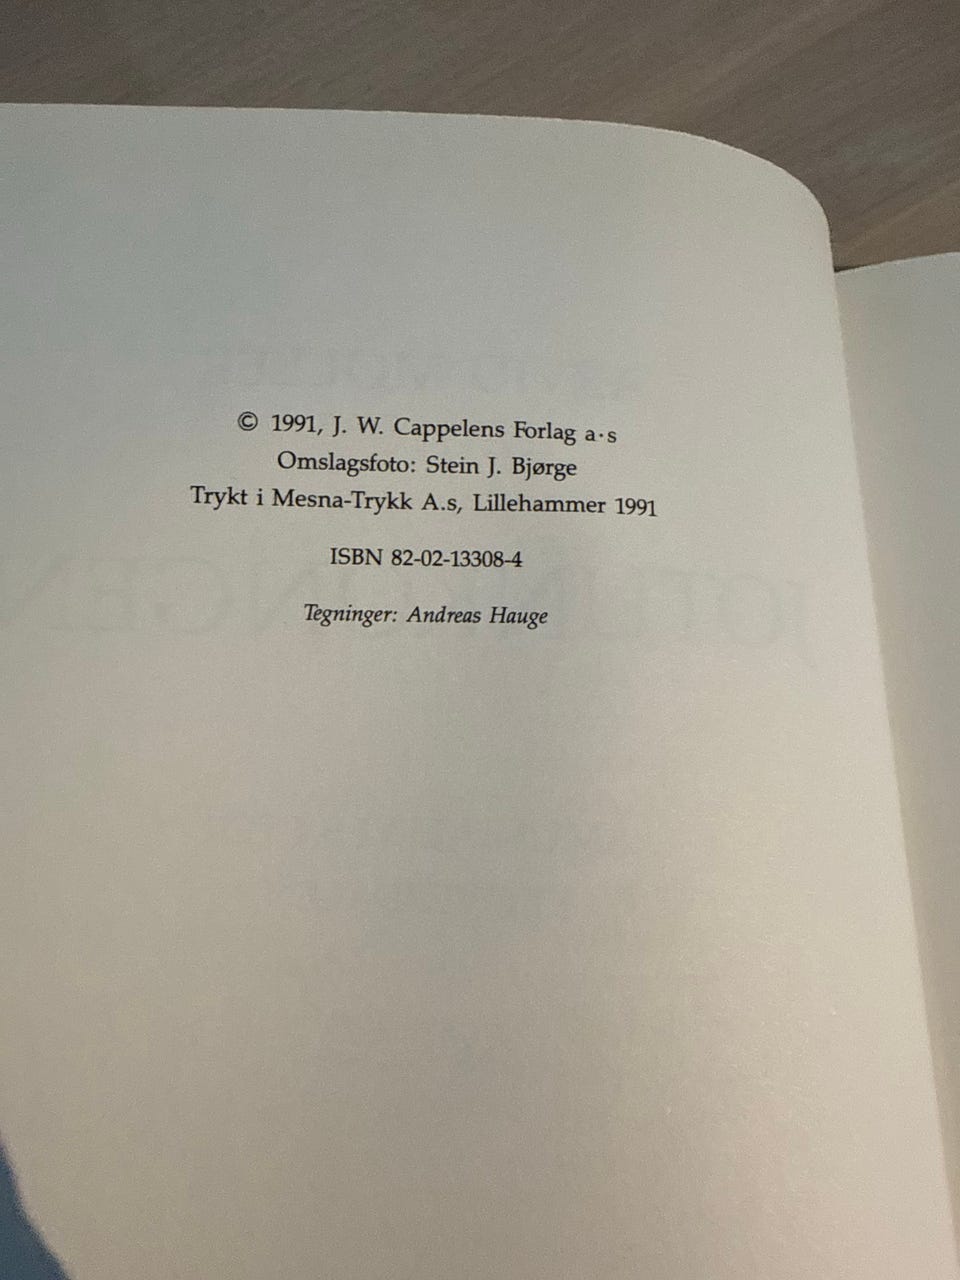 © 1991, J. W. Cappelens Forlag a·s
Omslagsfoto: Stein J. Bjørge
Trykt i Mesna-Trykk A.s, Lillehammer 1991
ISBN 82-02-13308-4
Tegninger: Andreas Hauge